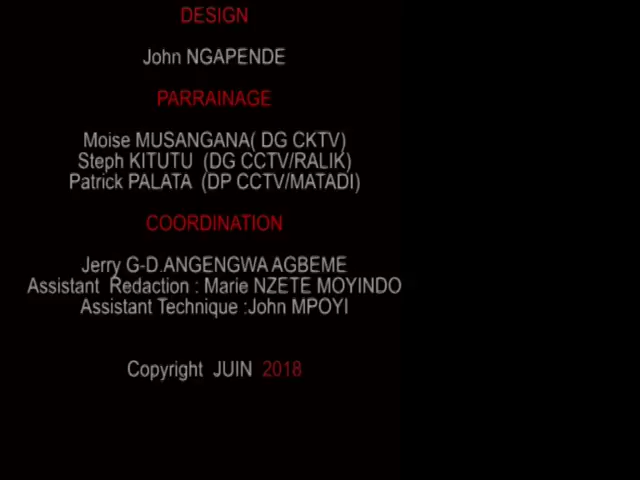 DESIGN
John NGAPENDE
PARRAINAGE
Moise MUSANGANA( DG CKTV)
Steph KITUTU (DG CCTV/RALIK)
Patrick PALATA (DP CCTV/MATADI)
COORDINATION
Jerry G-D.ANGENGWA AGBEME
Assistant Redaction : Marie NZETE MOYINDO
Assistant Technique :John MPOYI
Copyright JUIN 2018